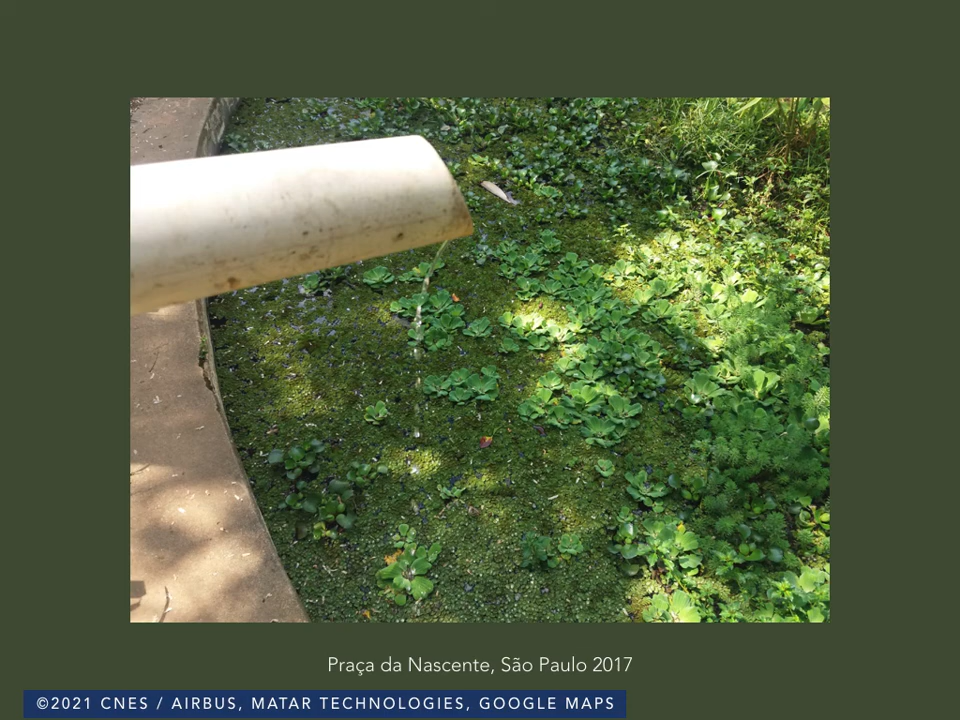 Praça da Nascente, São Paulo 2017
©2021 CNES / AIRBUS, MATAR TECHNOLOGIES, GOOGLE MAPS